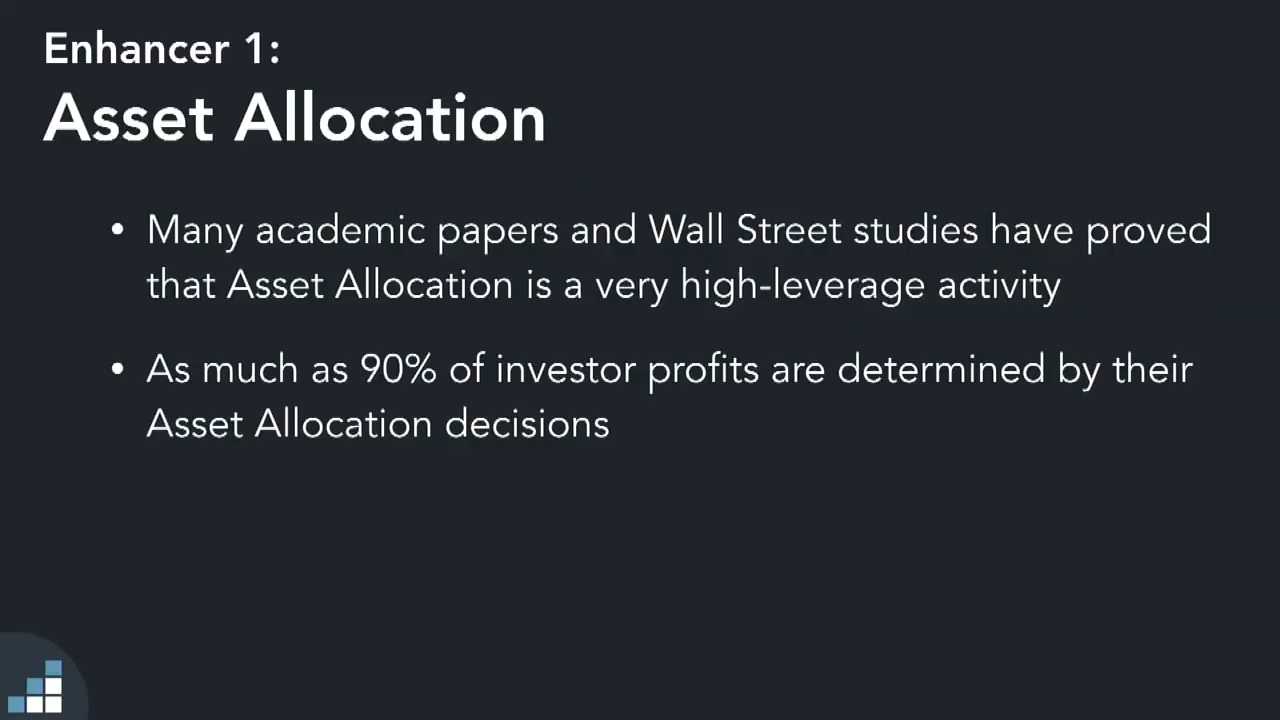 Enhancer 1:
Asset Allocation
• Many academic papers and Wall Street studies have proved
that Asset Allocation is a very high-leverage activity
• As much as 90% of investor profits are determined by their
Asset Allocation decisions